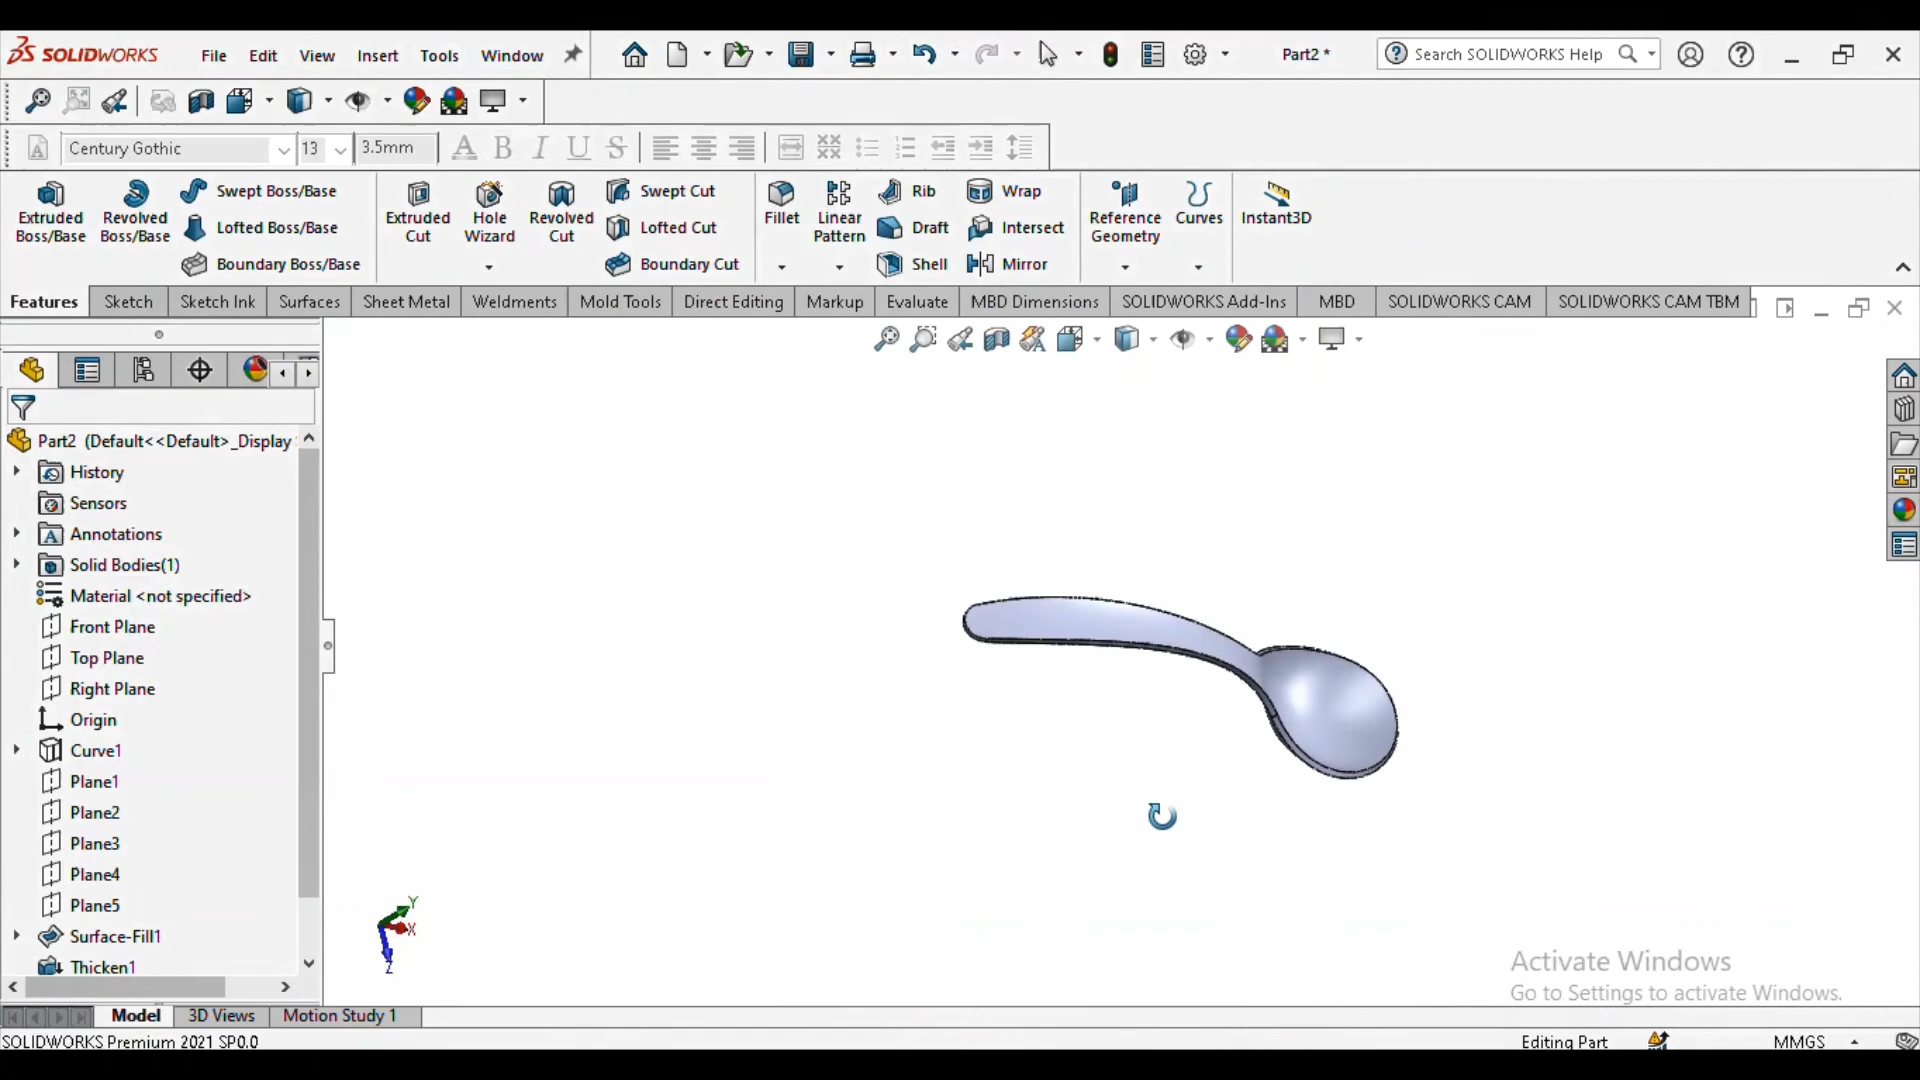 SOLIDWORKS File Edit View Insert Tools Window Part2 * Search SOLIDWORKS Help
Century Gothic 13 3.5mm A B I U S
Extruded Boss/Base
Revolved Boss/Base
Swept Boss/Base
Lofted Boss/Base
Boundary Boss/Base
Extruded Cut
Hole Wizard
Revolved Cut
Swept Cut
Lofted Cut
Boundary Cut
Fillet
Linear Pattern
Rib
Draft
Shell
Wrap
Intersect
Mirror
Reference Geometry
Curves
Instant3D
Features Sketch Sketch Ink Surfaces Sheet Metal Weldments Mold Tools Direct Editing Markup Evaluate MBD Dimensions SOLIDWORKS Add-Ins MBD SOLIDWORKS CAM SOLIDWORKS CAM TBM
Part2 (Default<<Default>_Display
History
Sensors
Annotations
Solid Bodies(1)
Material <not specified>
Front Plane
Top Plane
Right Plane
Origin
Curve1
Plane1
Plane2
Plane3
Plane4
Plane5
Surface-Fill1
Thicken1
Y
X
Z
Activate Windows
Go to Settings to activate Windows.
Model 3D Views Motion Study 1
SOLIDWORKS Premium 2021 SP0.0 Editing Part MMGS